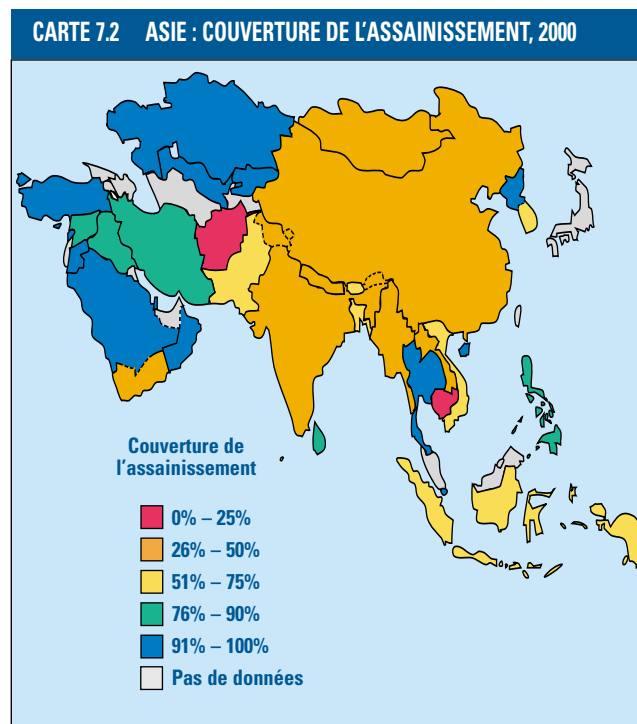 CARTE 7.2 ASIE : COUVERTURE DE L'ASSAINISSEMENT, 2000
Couverture de
l'assainissement
0% – 25%
26% – 50%
51% – 75%
76% – 90%
91% – 100%
Pas de données